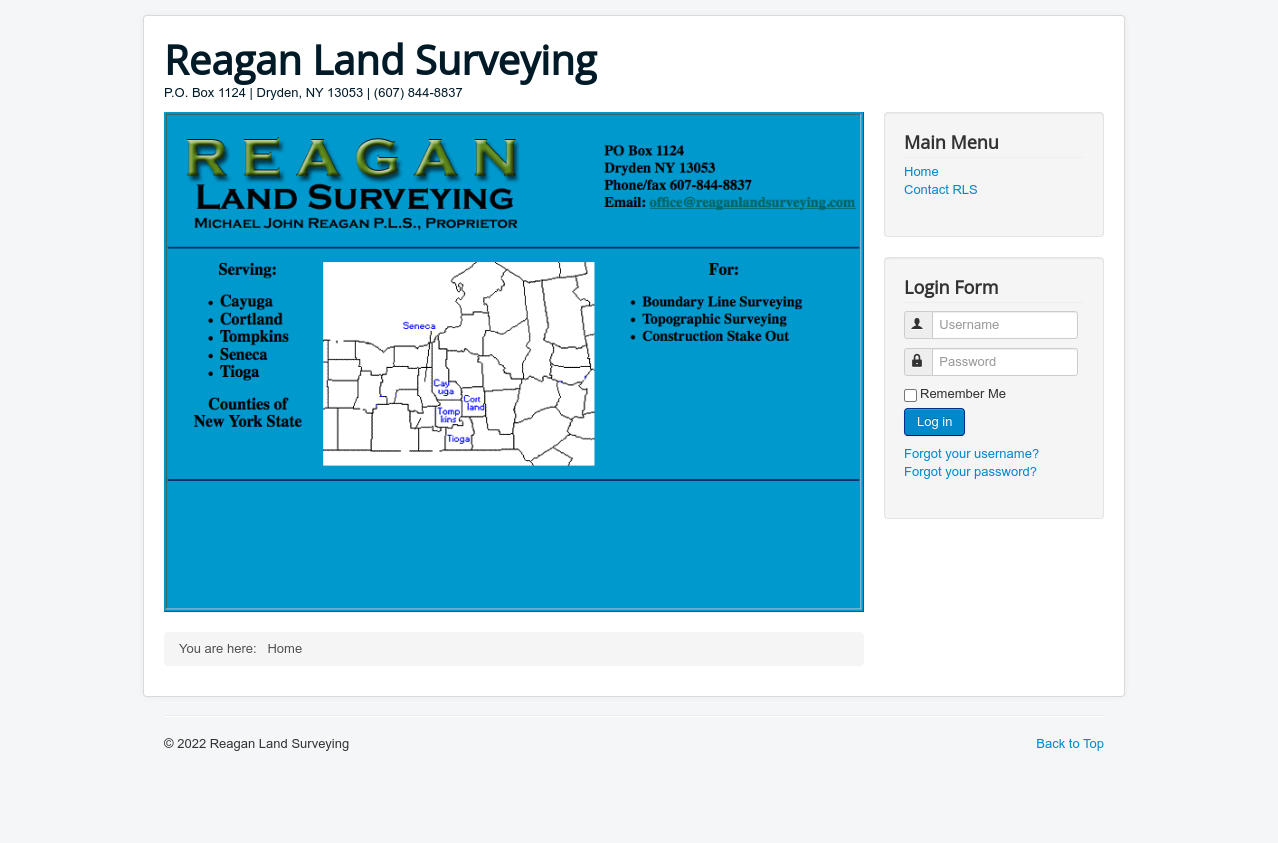 Reagan Land Surveying
P.O. Box 1124 | Dryden, NY 13053 | (607) 844-8837
REAGAN
LAND SURVEYING
MICHAEL JOHN REAGAN P.L.S., PROPRIETOR
PO Box 1124
Dryden NY 13053
Phone/fax 607-844-8837
Email: office@reaganlandsurveying.com
Serving:
• Cayuga
• Cortland
• Tompkins
• Seneca
• Tioga
Counties of
New York State
Seneca
Cay
uga
Cort
land
Tomp
kins
Tioga
For:
• Boundary Line Surveying
• Topographic Surveying
• Construction Stake Out
You are here: Home
Main Menu
Home
Contact RLS
Login Form
Username
Password
Remember Me
Log in
Forgot your username?
Forgot your password?
© 2022 Reagan Land Surveying
Back to Top